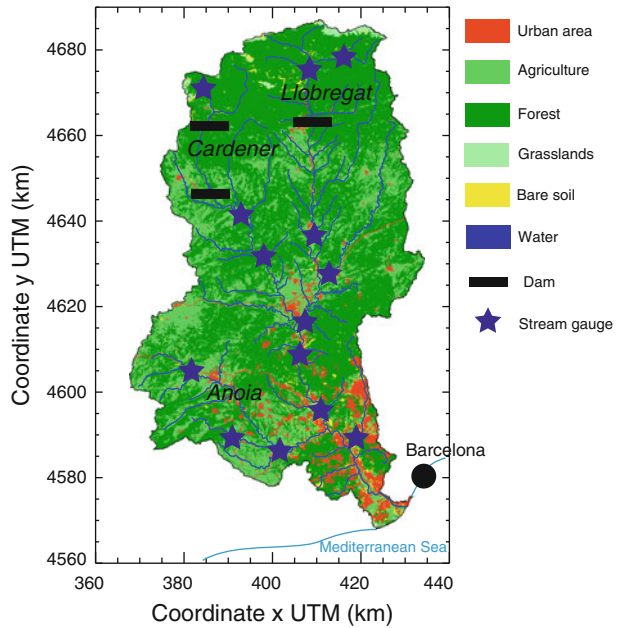 Coordinate y UTM (km)
4680
4660
4640
4620
4600
4580
4560
360
380
400
420
440
Coordinate x UTM (km)
Llobregat
Cardener
Anoia
Barcelona
Mediterranean Sea
Urban area
Agriculture
Forest
Grasslands
Bare soil
Water
Dam
Stream gauge